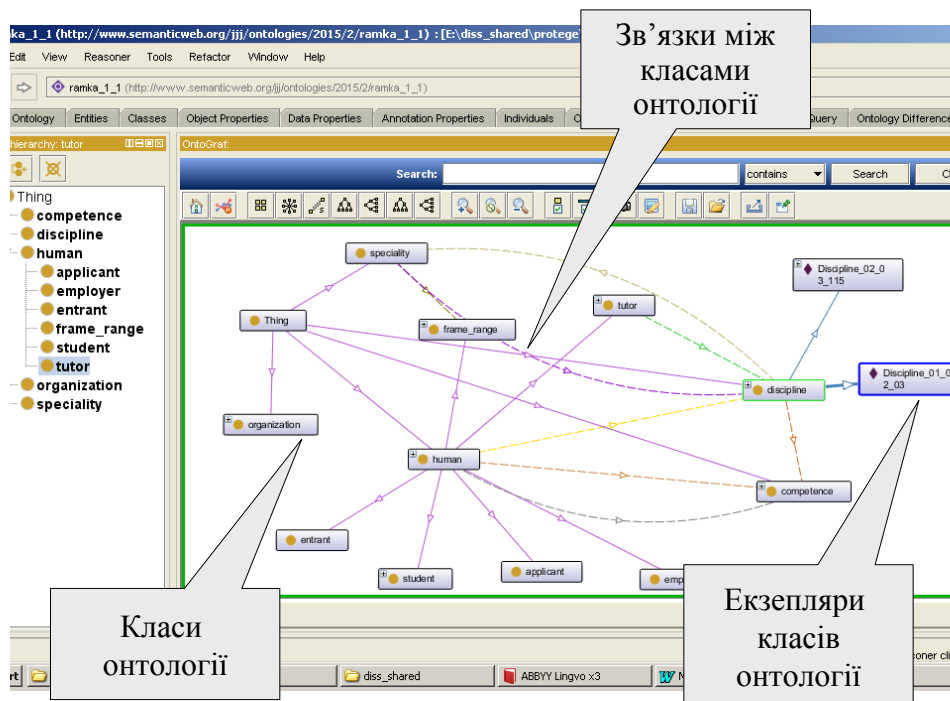 ka_1_1 (http://www.semanticweb.org/jjj/ontologies/2015/2/ramka_1_1) : [E:\diss_shared\protege
Зв’язки між
класами
онтології
Edit View Reasoner Tools Refactor Window Help
ramka_1_1 (http://www.semanticweb.org/jjj/ontologies/2015/2/ramka_1_1)
Ontology Entities Classes Object Properties Data Properties Annotation Properties Individuals Query Ontology Difference
hierarchy: tutor
OntoGraf:
Search: contains Search
Thing
competence
discipline
human
applicant
employer
entrant
frame_range
student
tutor
organization
speciality
speciality
Discipline_02_0
3_115
tutor
Thing
frame_range
Discipline_01_0
2_03
discipline
organization
human
competence
entrant
student
applicant
emp
Класи
онтології
Екзепляри
класів
онтології
diss_shared
ABBYY Lingvo x3